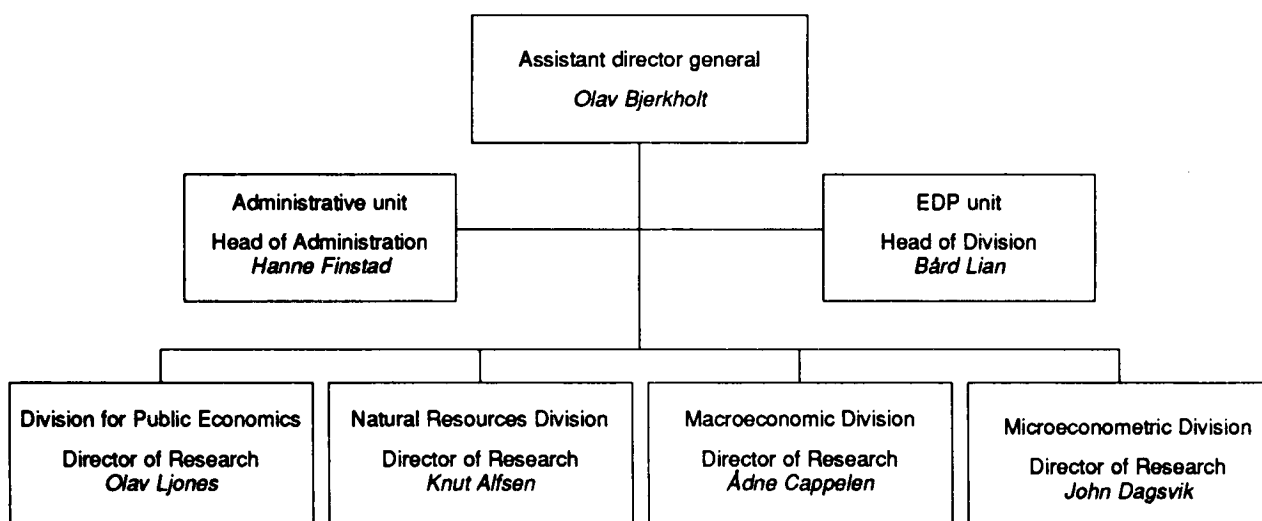 Assistant director general
Olav Bjerkholt
Administrative unit
Head of Administration
Hanne Finstad
EDP unit
Head of Division
Bård Lian
Division for Public Economics
Director of Research
Olav Ljones
Natural Resources Division
Director of Research
Knut Alfsen
Macroeconomic Division
Director of Research
Ådne Cappelen
Microeconometric Division
Director of Research
John Dagsvik